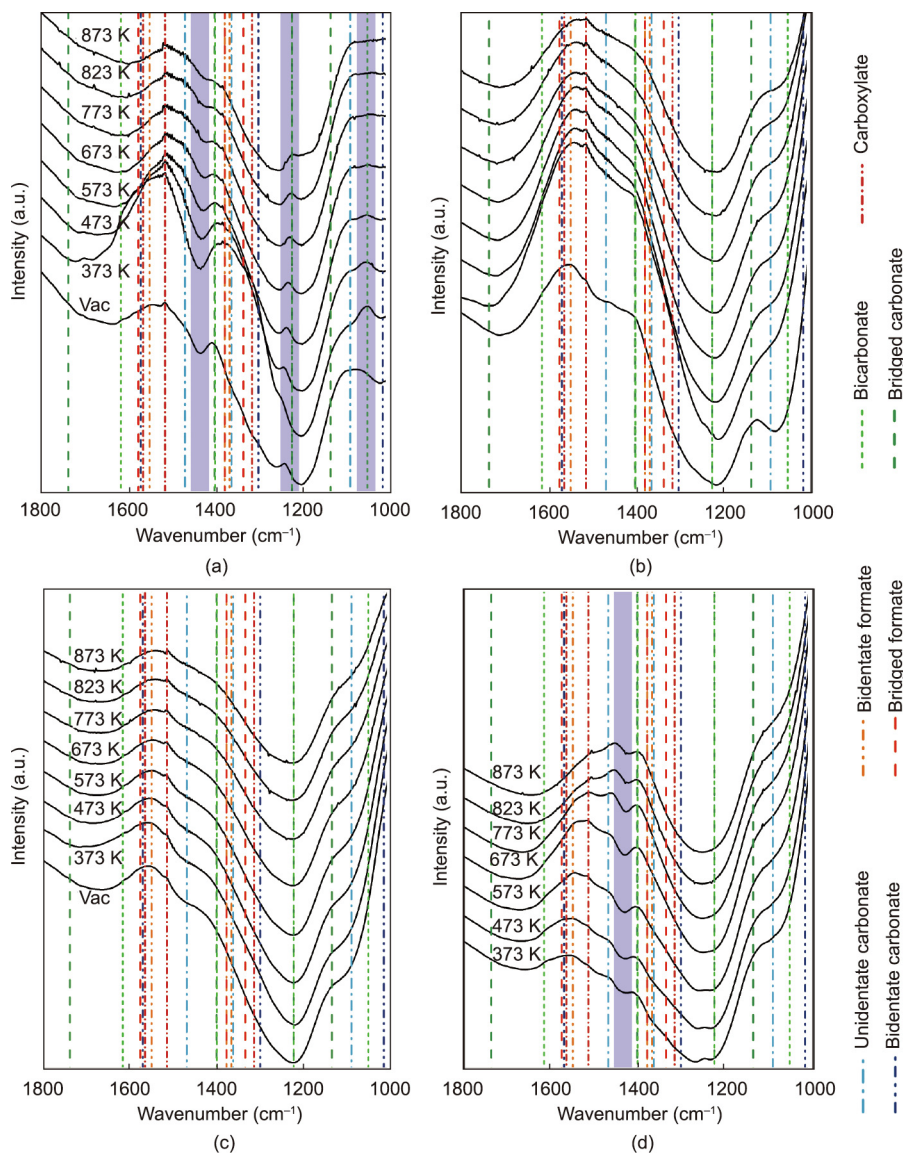 873 K
823 K
773 K
673 K
573 K
473 K
373 K
Vac
Intensity (a.u.)
1800 1600 1400 1200 1000
Wavenumber (cm⁻¹)
(a)
Intensity (a.u.)
1800 1600 1400 1200 1000
Wavenumber (cm⁻¹)
(b)
Carboxylate
Bicarbonate
Bridged carbonate
873 K
823 K
773 K
673 K
573 K
473 K
373 K
Vac
Intensity (a.u.)
1800 1600 1400 1200 1000
Wavenumber (cm⁻¹)
(c)
873 K
823 K
773 K
673 K
573 K
473 K
373 K
Intensity (a.u.)
1800 1600 1400 1200 1000
Wavenumber (cm⁻¹)
(d)
Bidentate formate
Bridged formate
Unidentate carbonate
Bidentate carbonate